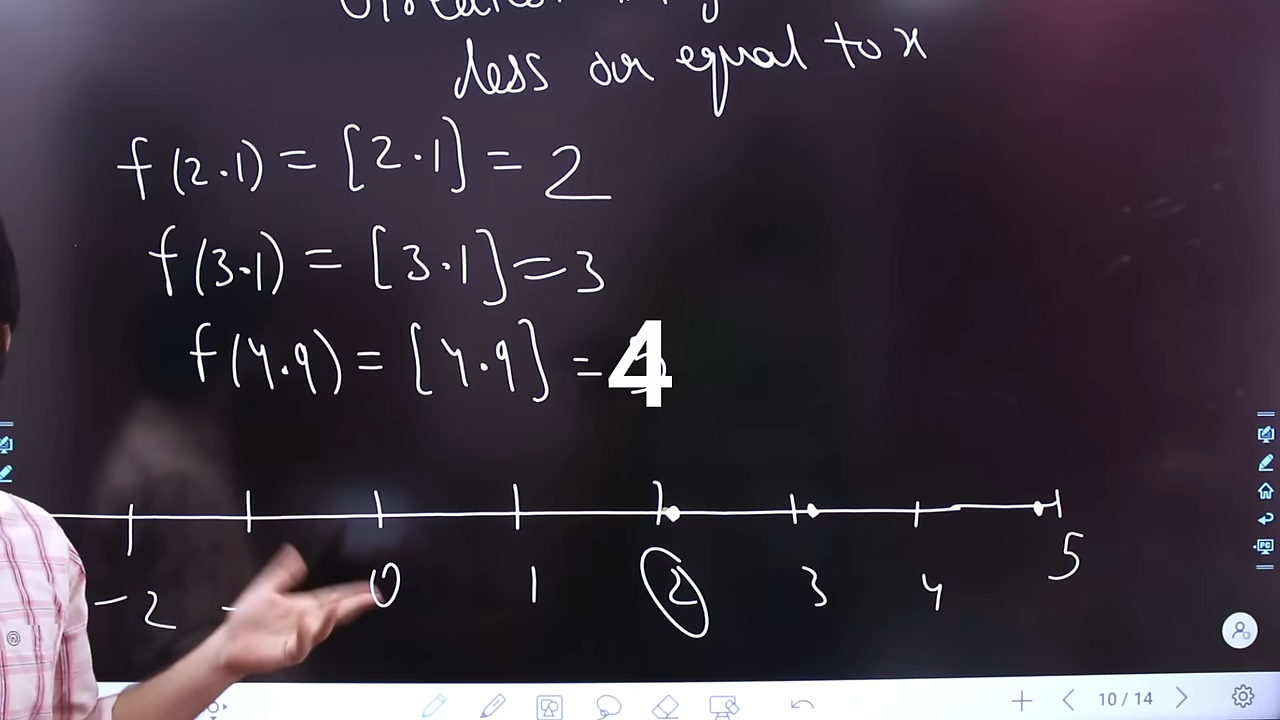 less or equal to x
f(2.1) = [2.1] = 2
f(3.1) = [3.1] = 3
f(4.9) = [4.9] = 4
-2 0 1 2 3 4 5
10 / 14